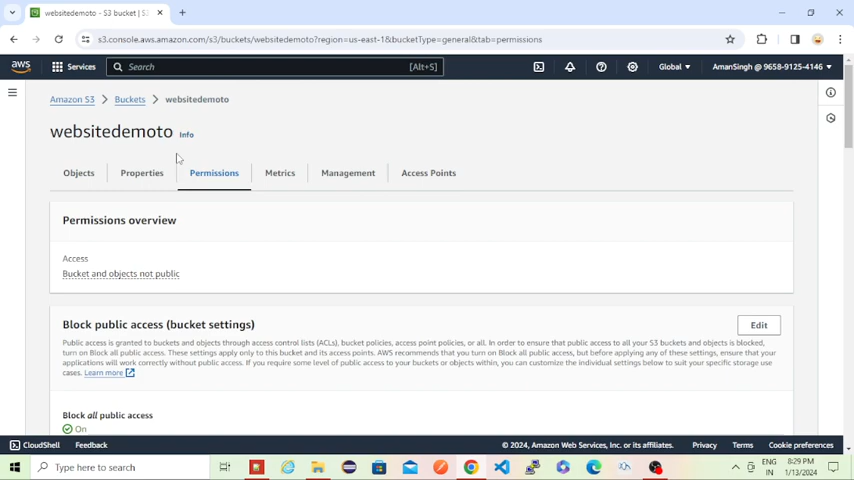 websitedemoto - S3 bucket | S3
s3.console.aws.amazon.com/s3/buckets/websitedemoto?region=us-east-1&bucketType=general&tab=permissions
aws Services Search [Alt+S] Global AmanSingh @ 9658-9125-4146
Amazon S3 > Buckets > websitedemoto
websitedemoto Info
Objects Properties Permissions Metrics Management Access Points
Permissions overview
Access
Bucket and objects not public
Block public access (bucket settings) Edit
Public access is granted to buckets and objects through access control lists (ACLs), bucket policies, access point policies, or all. In order to ensure that public access to all your S3 buckets and objects is blocked,
turn on Block all public access. These settings apply only to this bucket and its access points. AWS recommends that you turn on Block all public access, but before applying any of these settings, ensure that your
applications will work correctly without public access. If you require some level of public access to your buckets or objects within, you can customize the individual settings below to suit your specific storage use
cases. Learn more
Block all public access
On
CloudShell Feedback © 2024, Amazon Web Services, Inc. or its affiliates. Privacy Terms Cookie preferences
Type here to search ENG 8:29 PM
IN 1/13/2024